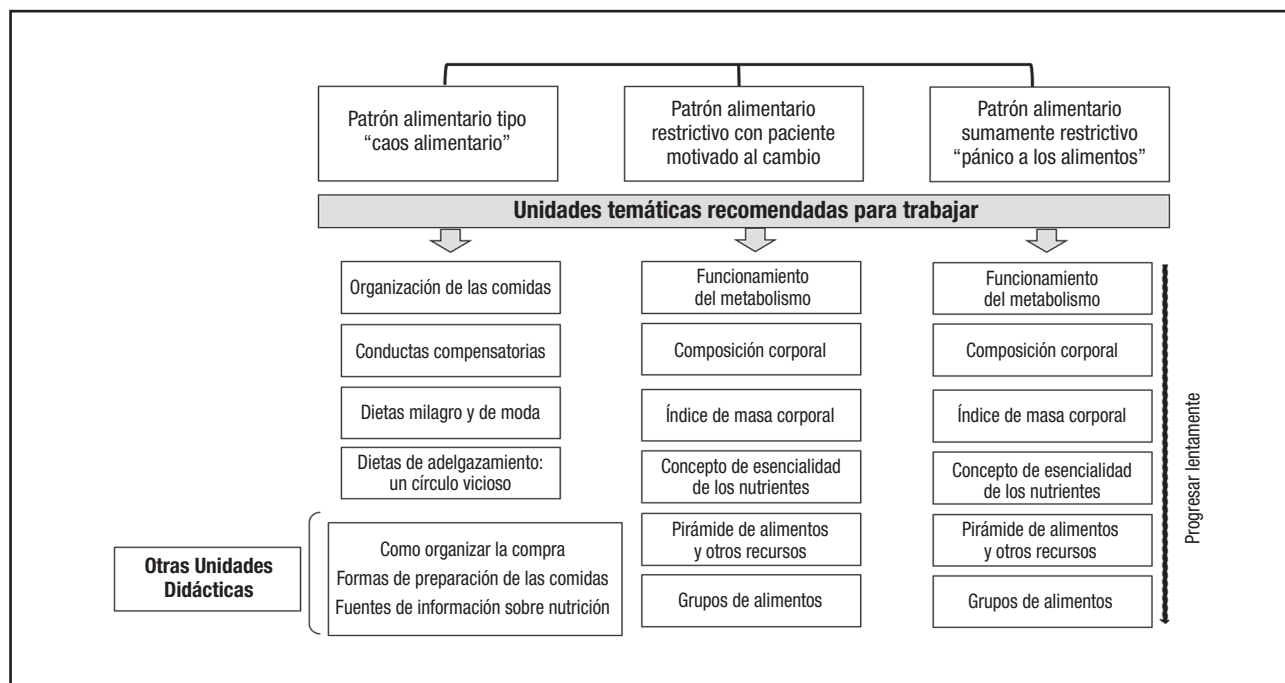 Patrón alimentario tipo
“caos alimentario”
Patrón alimentario
restrictivo con paciente
motivado al cambio
Patrón alimentario
sumamente restrictivo
“pánico a los alimentos”
Unidades temáticas recomendadas para trabajar
Organización de las comidas
Conductas compensatorias
Dietas milagro y de moda
Dietas de adelgazamiento:
un círculo vicioso
Otras Unidades
Didácticas
Como organizar la compra
Formas de preparación de las comidas
Fuentes de información sobre nutrición
Funcionamiento
del metabolismo
Composición corporal
Índice de masa corporal
Concepto de esencialidad
de los nutrientes
Pirámide de alimentos
y otros recursos
Grupos de alimentos
Funcionamiento
del metabolismo
Composición corporal
Índice de masa corporal
Concepto de esencialidad
de los nutrientes
Pirámide de alimentos
y otros recursos
Grupos de alimentos
Progresar lentamente